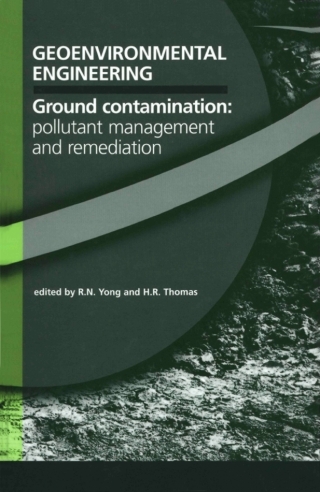 GEOENVIRONMENTAL
ENGINEERING
Ground contamination:
pollutant management
and remediation
edited by R.N. Yong and H.R. Thomas